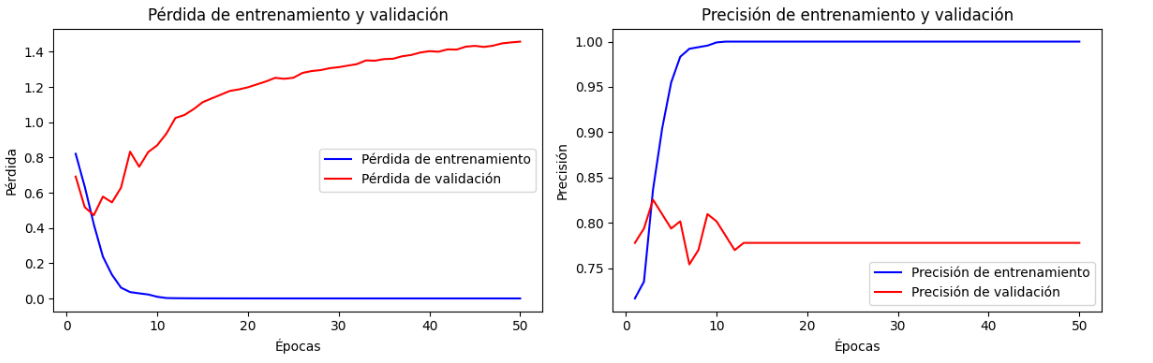 Pérdida de entrenamiento y validación
1.4
1.2
1.0
0.8
0.6
0.4
0.2
0.0
Pérdida
Pérdida de entrenamiento
Pérdida de validación
0 10 20 30 40 50
Épocas
Precisión de entrenamiento y validación
1.00
0.95
0.90
0.85
0.80
0.75
Precisión
Precisión de entrenamiento
Precisión de validación
0 10 20 30 40 50
Épocas